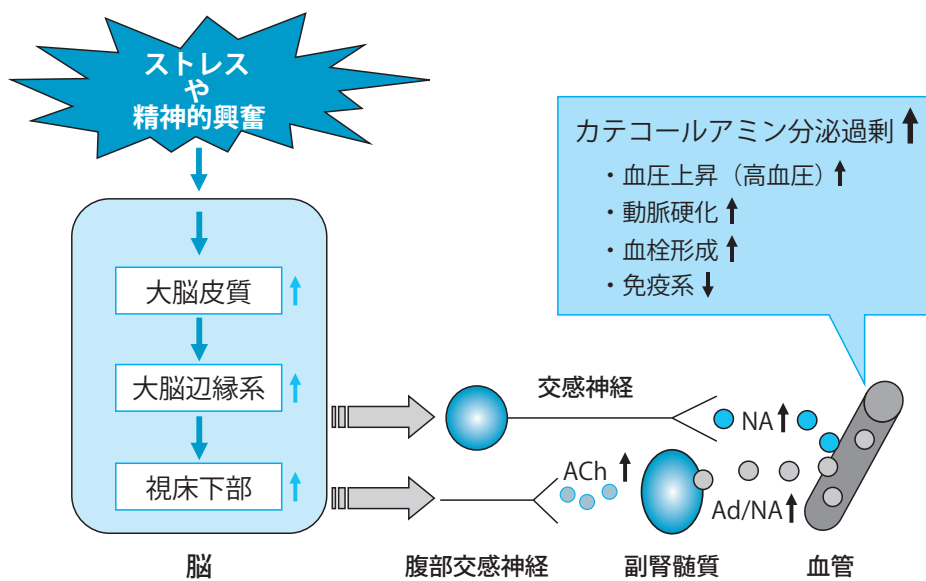 ストレス
や
精神的興奮
カテコールアミン分泌過剰
・血圧上昇（高血圧）
・動脈硬化
・血栓形成
・免疫系
大脳皮質
大脳辺縁系
視床下部
脳
交感神経
NA
ACh
Ad/NA
腹部交感神経
副腎髄質
血管